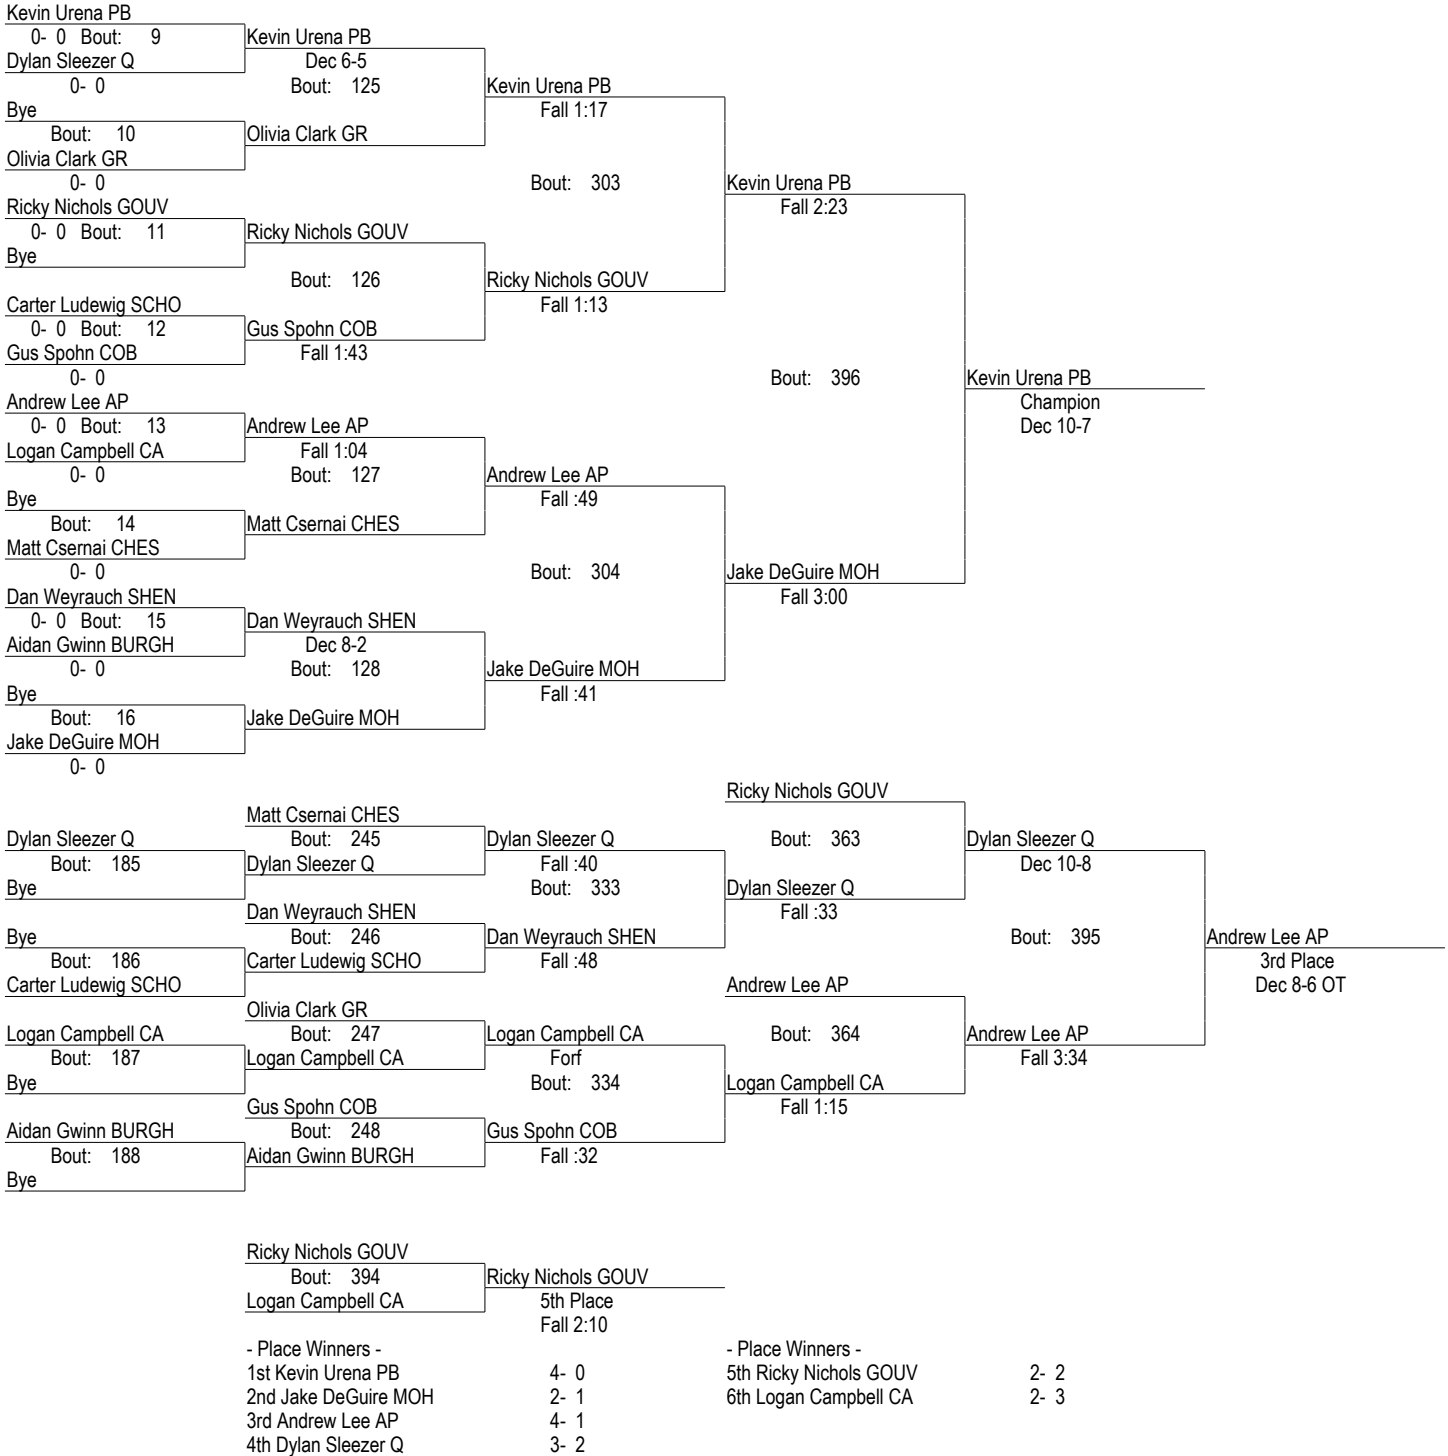 Kevin Urena PB
0- 0 Bout: 9 Kevin Urena PB
Dylan Sleezer Q Dec 6-5
0- 0 Bout: 125 Kevin Urena PB
Bye Fall 1:17
Bout: 10 Olivia Clark GR
Olivia Clark GR
0- 0 Bout: 303 Kevin Urena PB
Ricky Nichols GOUV Fall 2:23
0- 0 Bout: 11 Ricky Nichols GOUV
Bye
Bout: 126 Ricky Nichols GOUV
Carter Ludewig SCHO Fall 1:13
0- 0 Bout: 12 Gus Spohn COB
Gus Spohn COB Fall 1:43
0- 0 Bout: 396 Kevin Urena PB
Andrew Lee AP Champion
0- 0 Bout: 13 Andrew Lee AP Dec 10-7
Logan Campbell CA Fall 1:04
0- 0 Bout: 127 Andrew Lee AP
Bye Fall :49
Bout: 14 Matt Csernai CHES
Matt Csernai CHES
0- 0 Bout: 304 Jake DeGuire MOH
Dan Weyrauch SHEN Fall 3:00
0- 0 Bout: 15 Dan Weyrauch SHEN
Aidan Gwinn BURGH Dec 8-2
0- 0 Bout: 128 Jake DeGuire MOH
Bye Fall :41
Bout: 16 Jake DeGuire MOH
Jake DeGuire MOH
0- 0
Ricky Nichols GOUV
Matt Csernai CHES
Dylan Sleezer Q Bout: 245 Dylan Sleezer Q Bout: 363 Dylan Sleezer Q
Bout: 185 Dylan Sleezer Q Fall :40 Dec 10-8
Bye Bout: 333 Dylan Sleezer Q
Dan Weyrauch SHEN Fall :33
Bye Bout: 246 Dan Weyrauch SHEN Bout: 395 Andrew Lee AP
Bout: 186 Carter Ludewig SCHO Fall :48 3rd Place
Carter Ludewig SCHO Andrew Lee AP Dec 8-6 OT
Olivia Clark GR
Logan Campbell CA Bout: 247 Logan Campbell CA Bout: 364 Andrew Lee AP
Bout: 187 Logan Campbell CA Forf Fall 3:34
Bye Bout: 334 Logan Campbell CA
Gus Spohn COB Fall 1:15
Aidan Gwinn BURGH Bout: 248 Gus Spohn COB
Bout: 188 Aidan Gwinn BURGH Fall :32
Bye
Ricky Nichols GOUV
Bout: 394 Ricky Nichols GOUV
Logan Campbell CA 5th Place
Fall 2:10
- Place Winners - - Place Winners -
1st Kevin Urena PB 4- 0 5th Ricky Nichols GOUV 2- 2
2nd Jake DeGuire MOH 2- 1 6th Logan Campbell CA 2- 3
3rd Andrew Lee AP 4- 1
4th Dylan Sleezer Q 3- 2